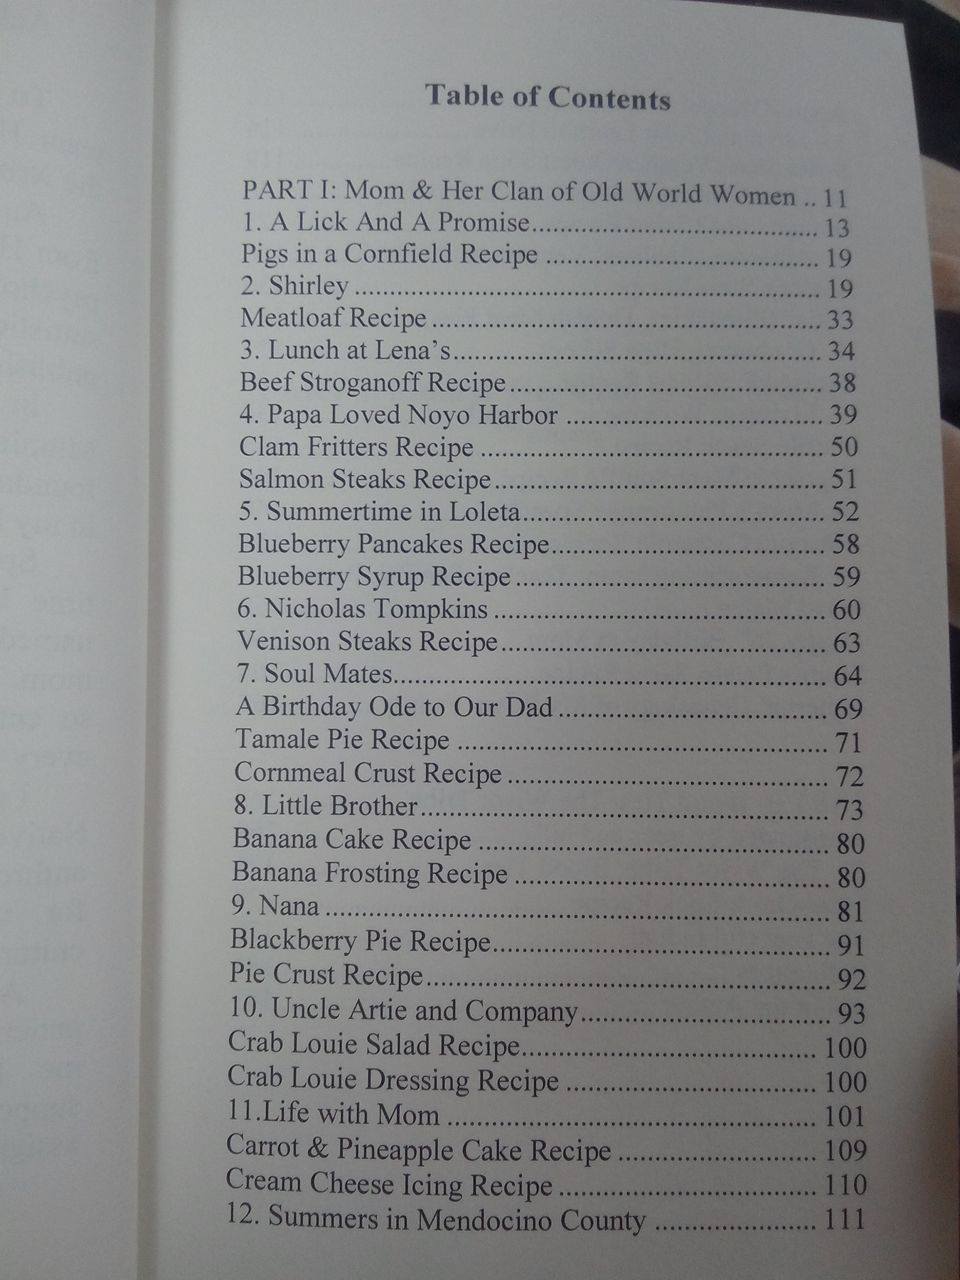 Table of Contents
PART I: Mom & Her Clan of Old World Women .. 11
1. A Lick And A Promise........................................ 13
Pigs in a Cornfield Recipe ...................................... 19
2. Shirley ................................................................. 19
Meatloaf Recipe ...................................................... 33
3. Lunch at Lena's.................................................... 34
Beef Stroganoff Recipe............................................ 38
4. Papa Loved Noyo Harbor .................................... 39
Clam Fritters Recipe ................................................ 50
Salmon Steaks Recipe.............................................. 51
5. Summertime in Loleta.......................................... 52
Blueberry Pancakes Recipe...................................... 58
Blueberry Syrup Recipe ........................................... 59
6. Nicholas Tompkins .............................................. 60
Venison Steaks Recipe............................................. 63
7. Soul Mates............................................................ 64
A Birthday Ode to Our Dad ..................................... 69
Tamale Pie Recipe ................................................... 71
Cornmeal Crust Recipe ............................................ 72
8. Little Brother........................................................ 73
Banana Cake Recipe ................................................ 80
Banana Frosting Recipe ........................................... 80
9. Nana ..................................................................... 81
Blackberry Pie Recipe.............................................. 91
Pie Crust Recipe....................................................... 92
10. Uncle Artie and Company.................................. 93
Crab Louie Salad Recipe........................................ 100
Crab Louie Dressing Recipe .................................. 100
11.Life with Mom ................................................... 101
Carrot & Pineapple Cake Recipe ........................... 109
Cream Cheese Icing Recipe ................................... 110
12. Summers in Mendocino County ...................... 111